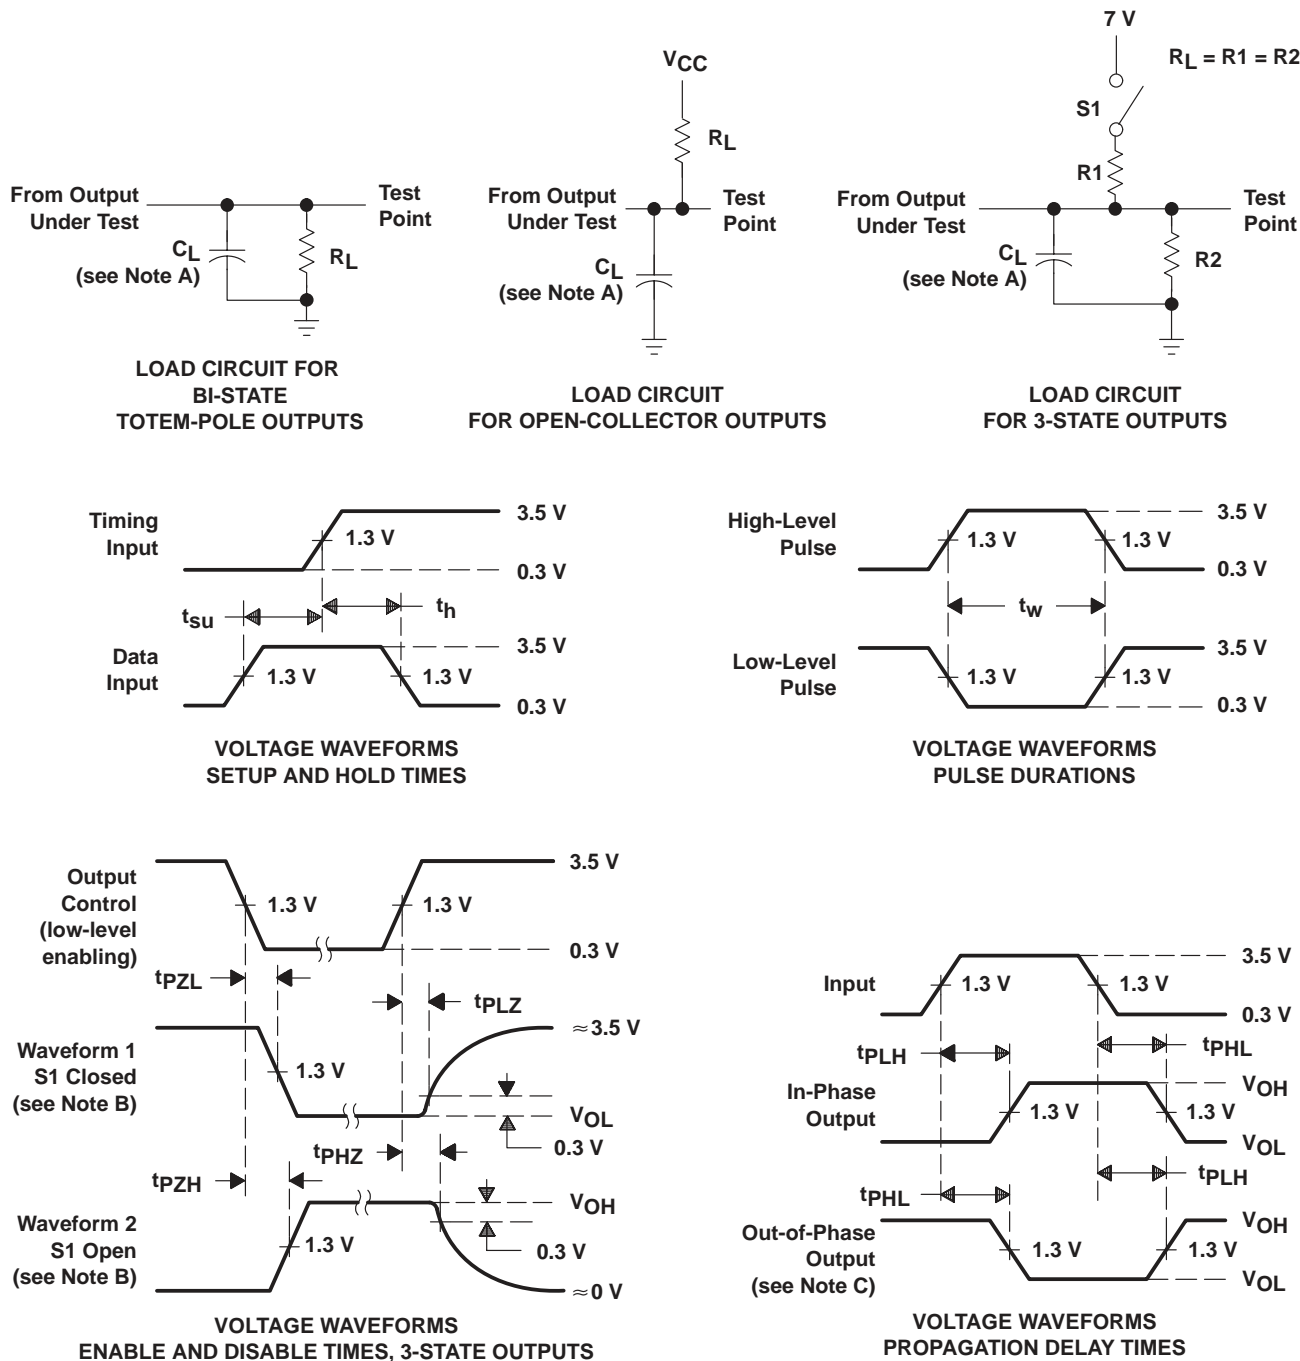 From Output
Under Test
Test
Point
CL
(see Note A)
RL
LOAD CIRCUIT FOR
BI-STATE
TOTEM-POLE OUTPUTS
VCC
RL
From Output
Under Test
Test
Point
CL
(see Note A)
LOAD CIRCUIT
FOR OPEN-COLLECTOR OUTPUTS
7 V
RL = R1 = R2
S1
R1
From Output
Under Test
Test
Point
CL
(see Note A)
R2
LOAD CIRCUIT
FOR 3-STATE OUTPUTS
Timing
Input
3.5 V
1.3 V
0.3 V
tsu
th
Data
Input
3.5 V
1.3 V
1.3 V
0.3 V
VOLTAGE WAVEFORMS
SETUP AND HOLD TIMES
High-Level
Pulse
3.5 V
1.3 V
1.3 V
0.3 V
tw
Low-Level
Pulse
3.5 V
1.3 V
1.3 V
0.3 V
VOLTAGE WAVEFORMS
PULSE DURATIONS
Output
Control
(low-level
enabling)
3.5 V
1.3 V
1.3 V
0.3 V
tPZL
tPLZ
Waveform 1
S1 Closed
(see Note B)
≈3.5 V
1.3 V
VOL
0.3 V
tPHZ
tPZH
Waveform 2
S1 Open
(see Note B)
VOH
1.3 V
0.3 V
≈0 V
VOLTAGE WAVEFORMS
ENABLE AND DISABLE TIMES, 3-STATE OUTPUTS
Input
3.5 V
1.3 V
1.3 V
0.3 V
tPLH
tPHL
In-Phase
Output
VOH
1.3 V
1.3 V
VOL
tPHL
tPLH
Out-of-Phase
Output
(see Note C)
VOH
1.3 V
1.3 V
VOL
VOLTAGE WAVEFORMS
PROPAGATION DELAY TIMES